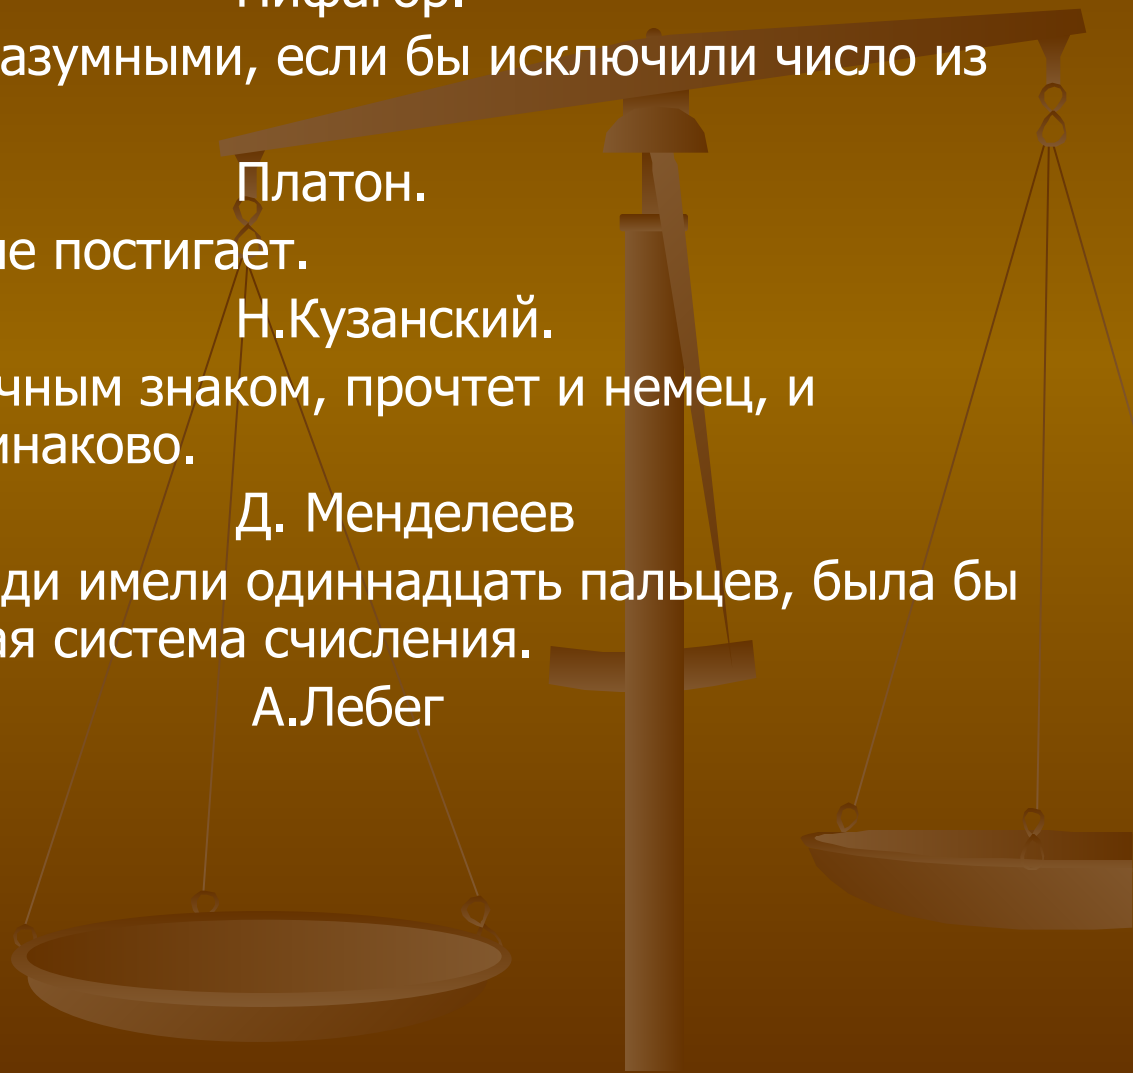 Пифагор.
азумными, если бы исключили число из
Платон.
не постигает.
Н.Кузанский.
чным знаком, прочтет и немец, и
инаково.
Д. Менделеев
ди имели одиннадцать пальцев, была бы
ая система счисления.
А.Лебег